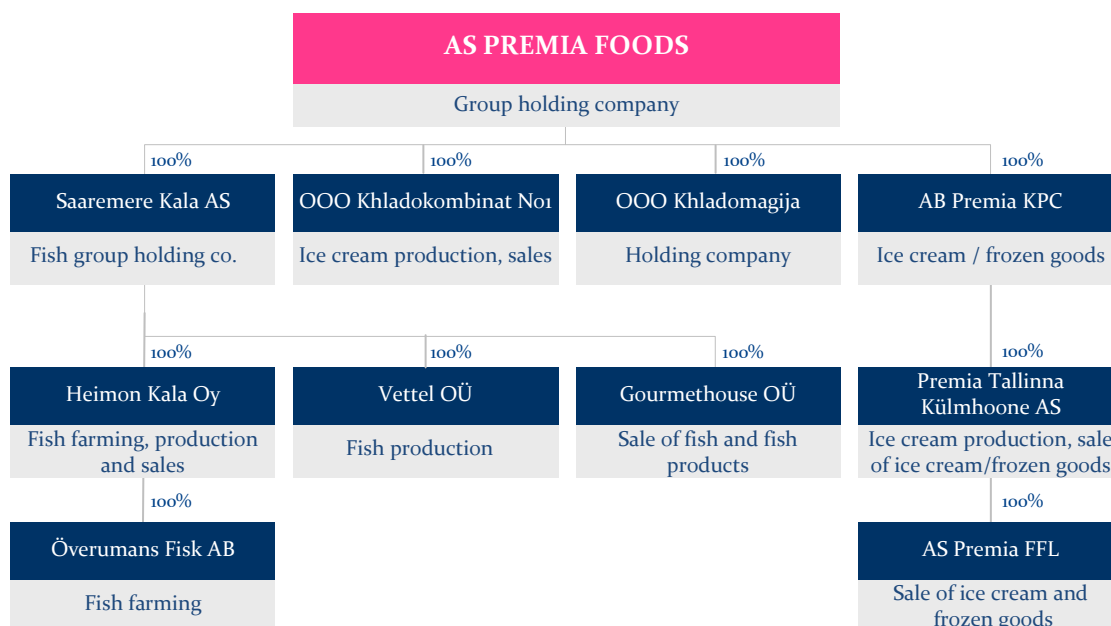 AS PREMIA FOODS
Group holding company
100%
100%
100%
100%
Saaremere Kala AS
OOO Khladokombinat No1
OOO Khladomagija
AB Premia KPC
Fish group holding co.
Ice cream production, sales
Holding company
Ice cream / frozen goods
100%
100%
100%
100%
Heimon Kala Oy
Vettel OÜ
Gourmethouse OÜ
Premia Tallinna
Külmhoone AS
Fish farming, production
and sales
Fish production
Sale of fish and fish
products
Ice cream production, sale
of ice cream/frozen goods
100%
100%
Överumans Fisk AB
AS Premia FFL
Fish farming
Sale of ice cream and
frozen goods